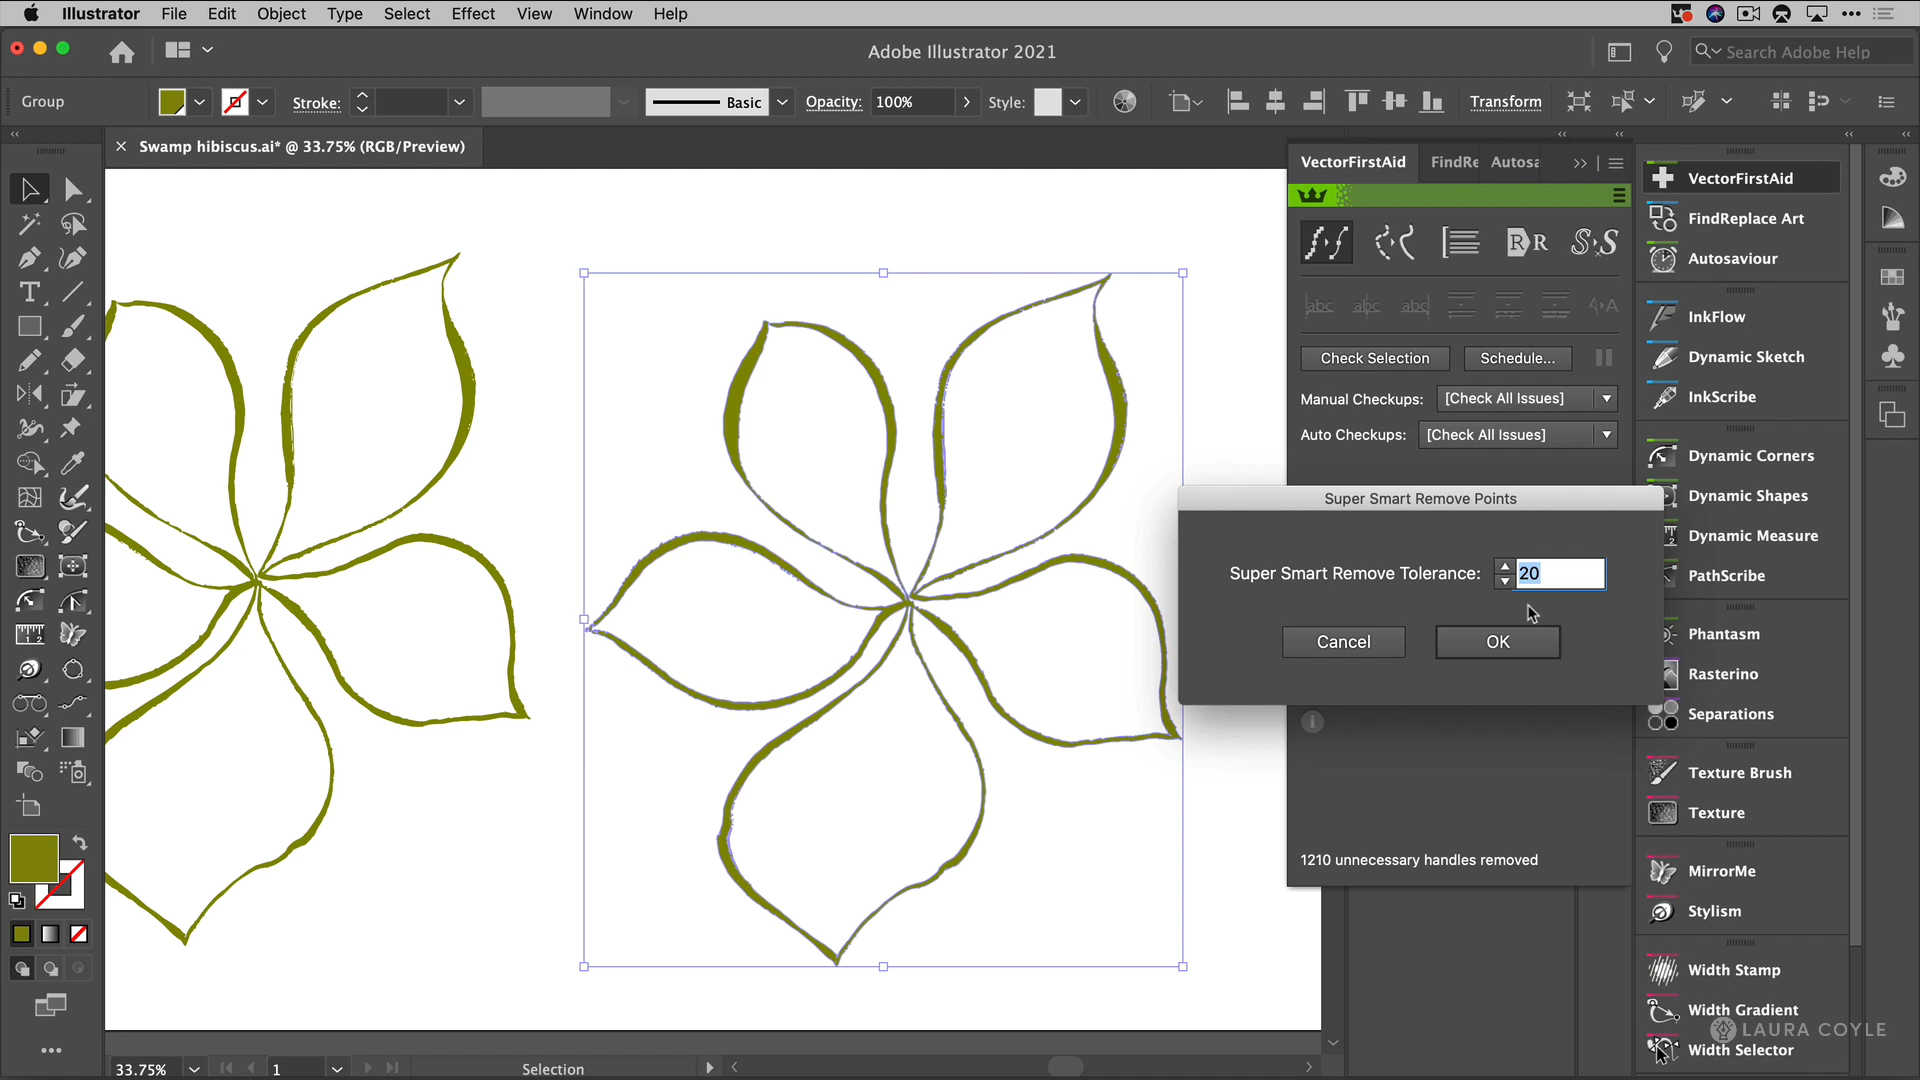 Illustrator File Edit Object Type Select Effect View Window Help
Adobe Illustrator 2021
Search Adobe Help
Group
Stroke:
Basic
Opacity:
100%
Style:
Transform
Swamp hibiscus.ai* @ 33.75% (RGB/Preview)
VectorFirstAid
FindRe
Autosa
Check Selection
Schedule...
Manual Checkups:
[Check All Issues]
Auto Checkups:
[Check All Issues]
Super Smart Remove Points
Super Smart Remove Tolerance:
20
Cancel
OK
1210 unnecessary handles removed
VectorFirstAid
FindReplace Art
Autosaviour
InkFlow
Dynamic Sketch
InkScribe
Dynamic Corners
Dynamic Shapes
Dynamic Measure
PathScribe
Phantasm
Rasterino
Separations
Texture Brush
Texture
MirrorMe
Stylism
Width Stamp
Width Gradient
LAURA COYLE
Width Selector
33.75%
1
Selection